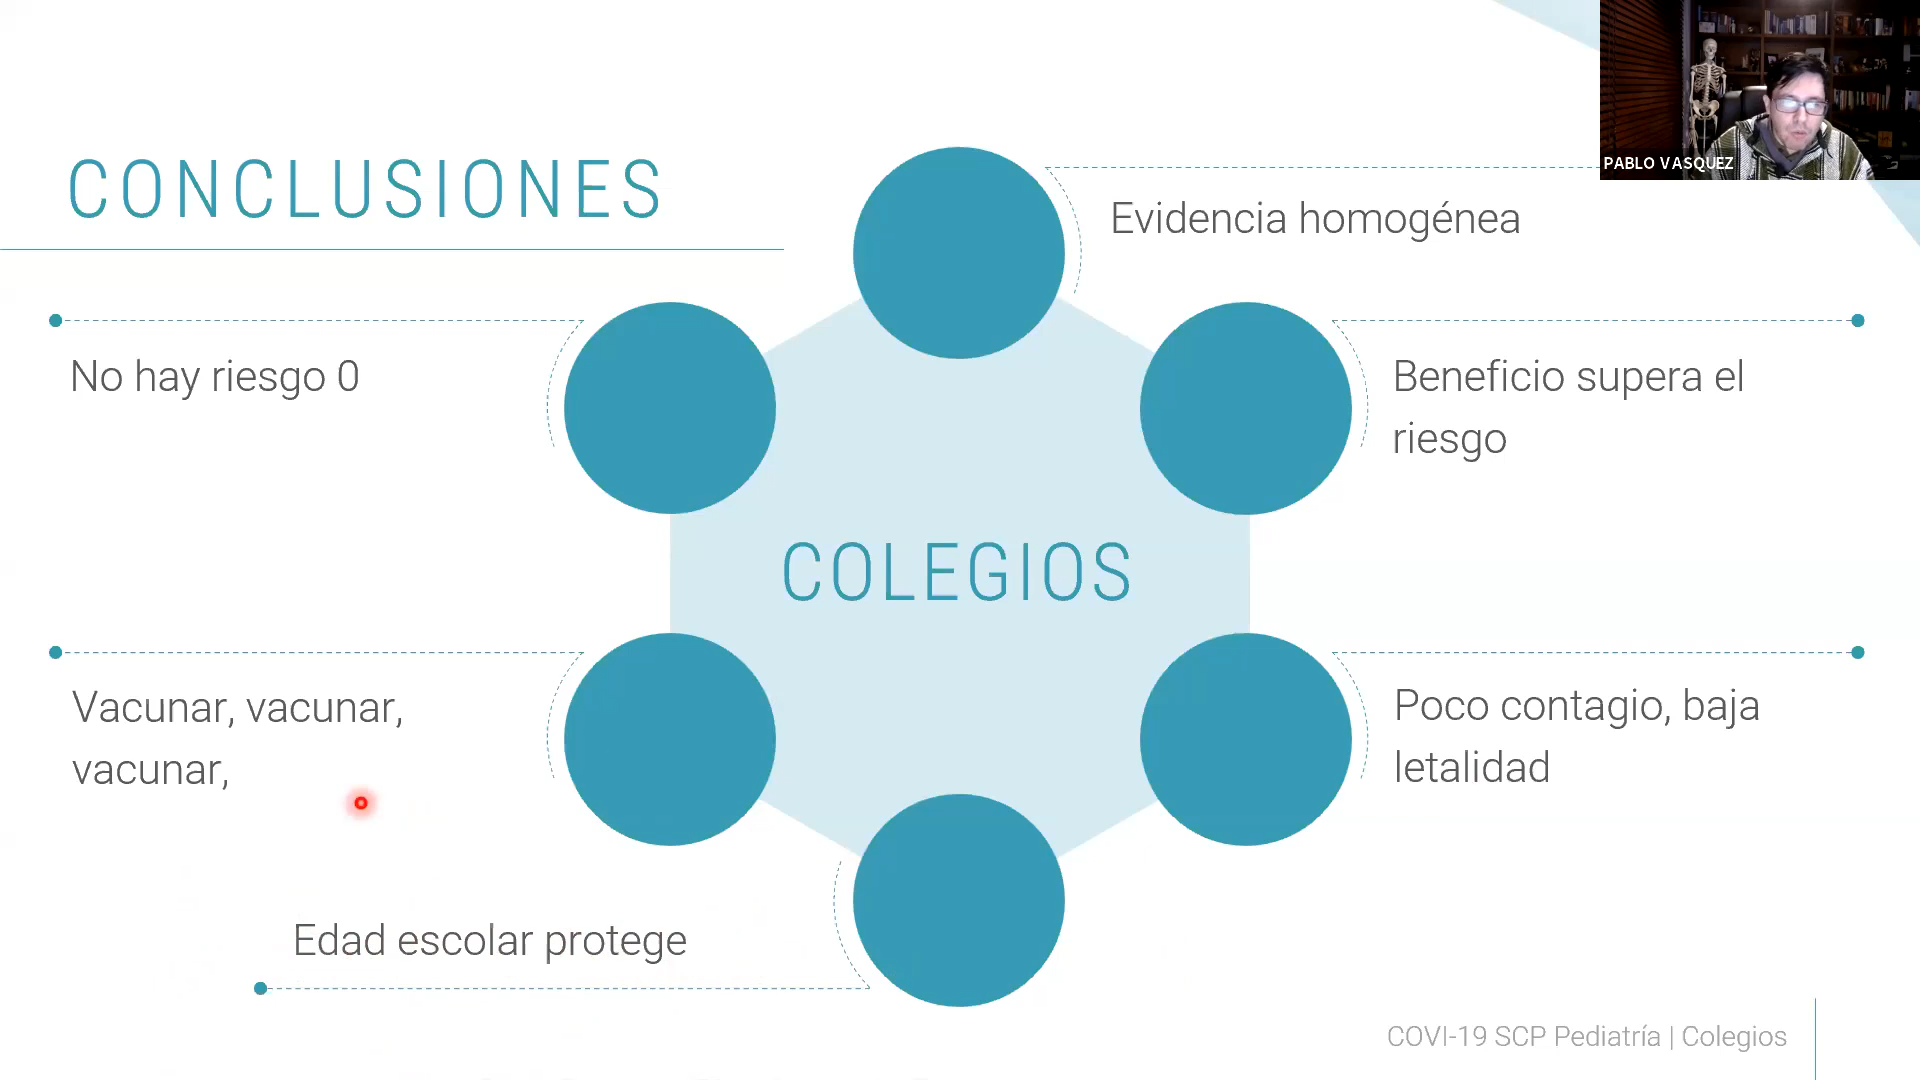 PABLO VASQUEZ
CONCLUSIONES
Evidencia homogénea
No hay riesgo 0
Beneficio supera el
riesgo
COLEGIOS
Vacunar, vacunar,
vacunar,
Poco contagio, baja
letalidad
Edad escolar protege
COVI-19 SCP Pediatría | Colegios